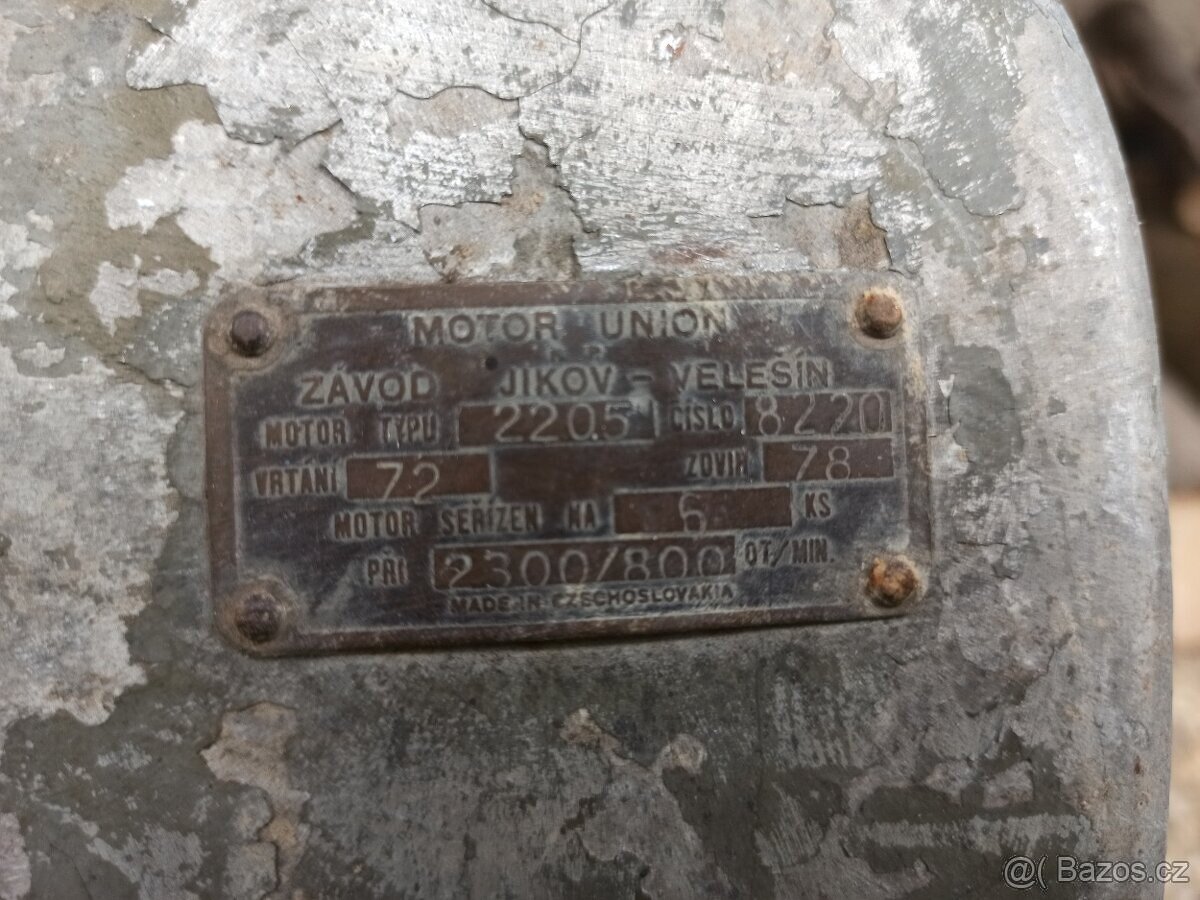 MOTOR UNION
ZÁVOD JIKOV - VELEŠÍN
MOTOR TYPU 2205 ČÍSLO 8220
VRTÁNÍ 72 ZDVIH 78
MOTOR SEŘÍZEN NA 6 KS
PŘI 2300/800 OT/MIN.
MADE IN CZECHOSLOVAKIA
@( Bazos.cz